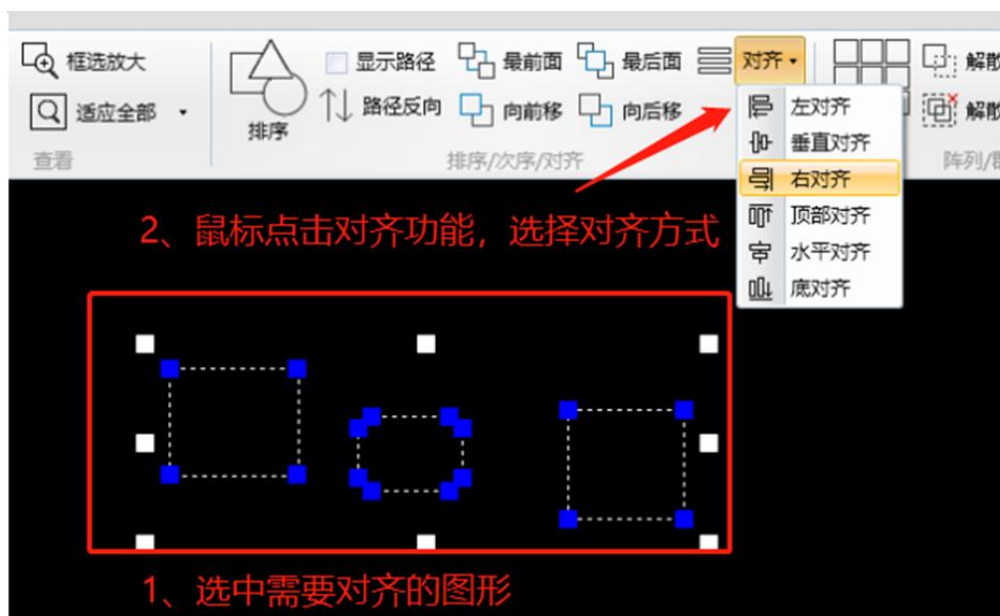 框选放大
适应全部
查看
排序
显示路径
路径反向
最前面
最后面
向前移
向后移
排序/次序/对齐
对齐
左对齐
垂直对齐
右对齐
顶部对齐
水平对齐
底对齐
解散
解散
阵列/群
2、鼠标点击对齐功能，选择对齐方式
1、选中需要对齐的图形